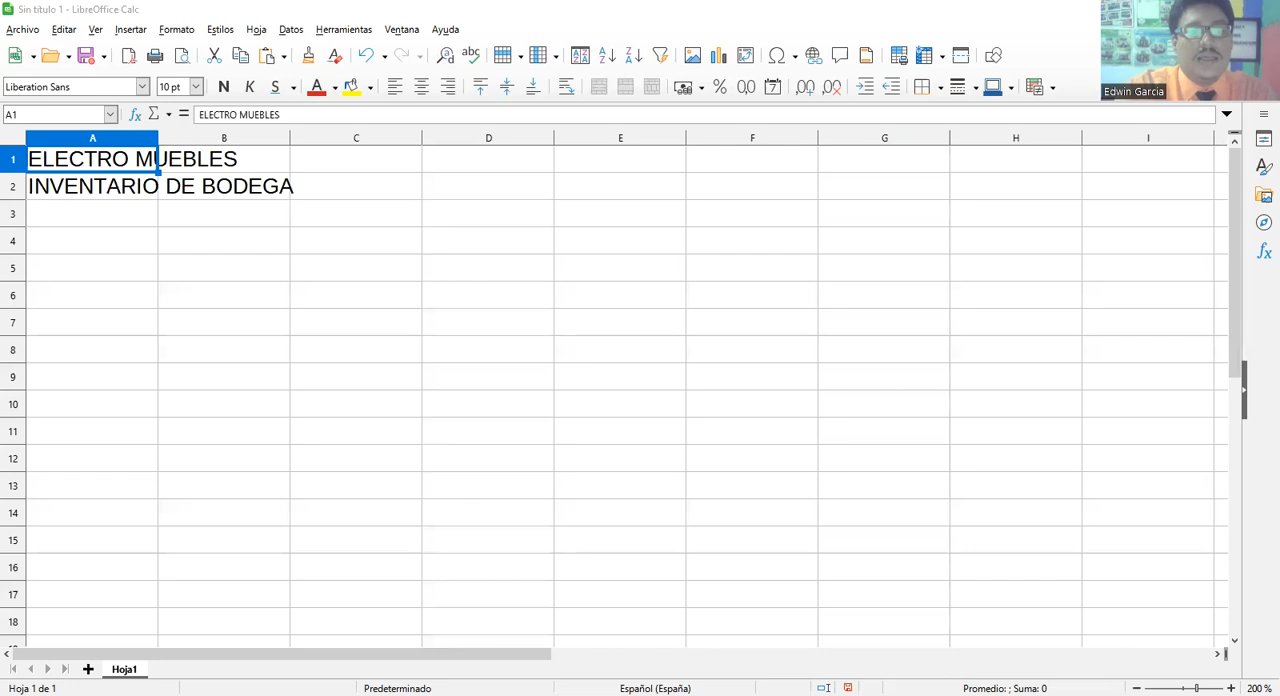 Sin título 1 - LibreOffice Calc
Archivo Editar Ver Insertar Formato Estilos Hoja Datos Herramientas Ventana Ayuda
Liberation Sans 10 pt N K S
A1 fx Σ = ELECTRO MUEBLES
A B C D E F G H I
1 ELECTRO MUEBLES
2 INVENTARIO DE BODEGA
3
4
5
6
7
8
9
10
11
12
13
14
15
16
17
18
Hoja1
Hoja 1 de 1 Predeterminado Español (España) Promedio: ; Suma: 0 200 %
Edwin Garcia